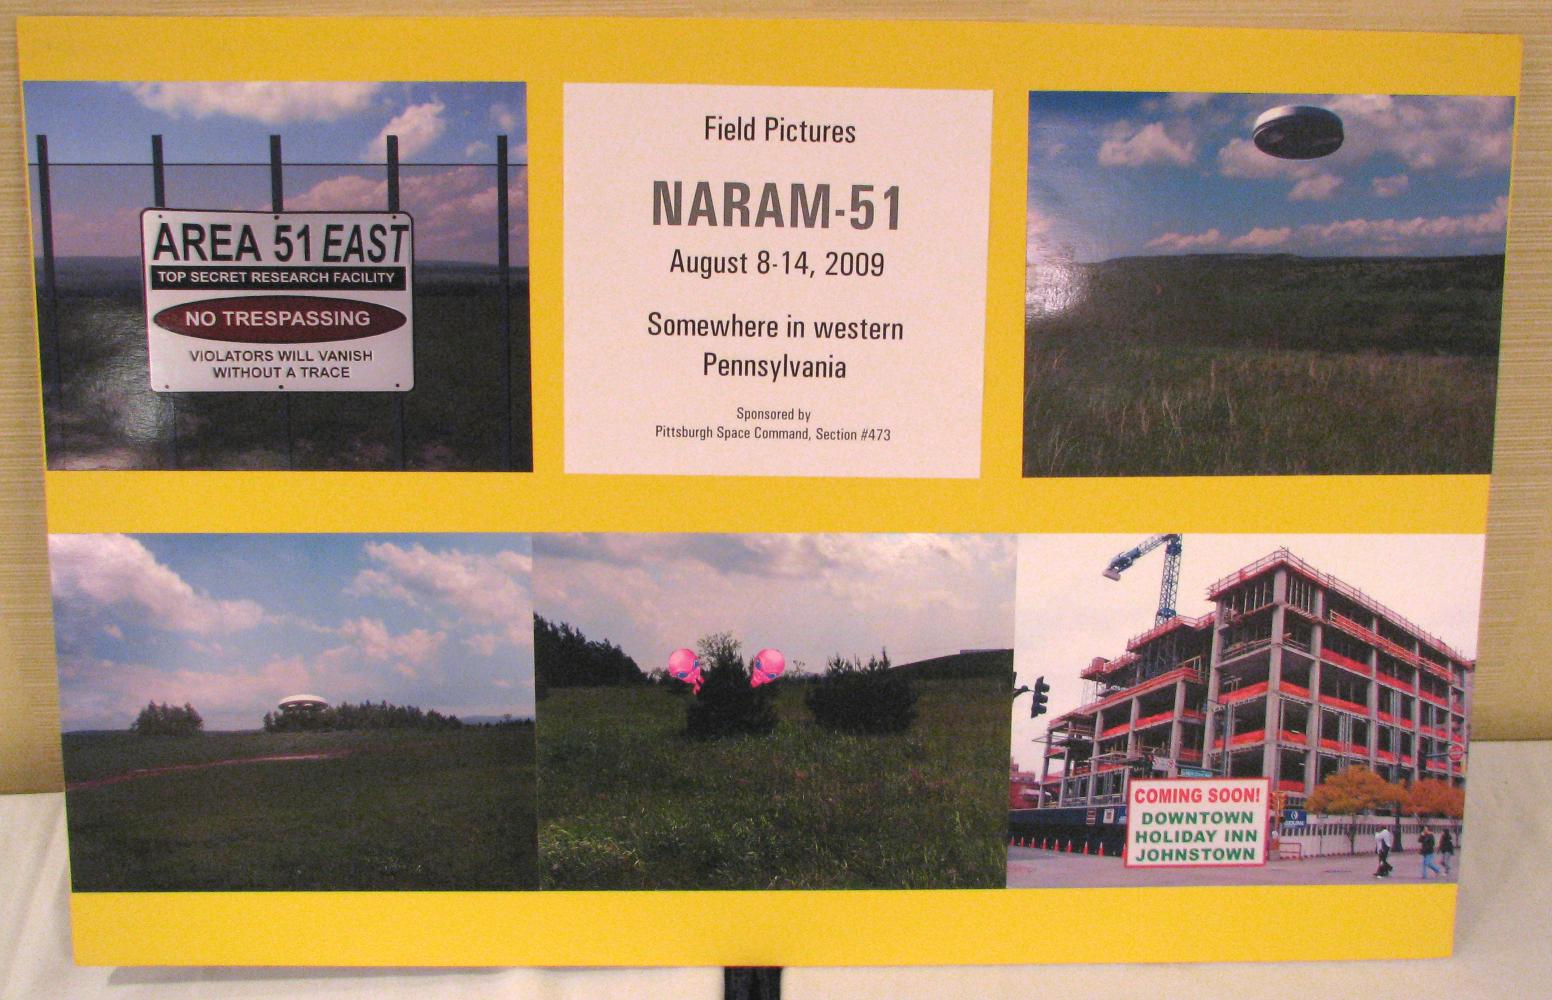 AREA 51 EAST
TOP SECRET RESEARCH FACILITY
NO TRESPASSING
VIOLATORS WILL VANISH
WITHOUT A TRACE
Field Pictures
NARAM-51
August 8-14, 2009
Somewhere in western
Pennsylvania
Sponsored by
Pittsburgh Space Command, Section #473
COMING SOON!
DOWNTOWN
HOLIDAY INN
JOHNSTOWN